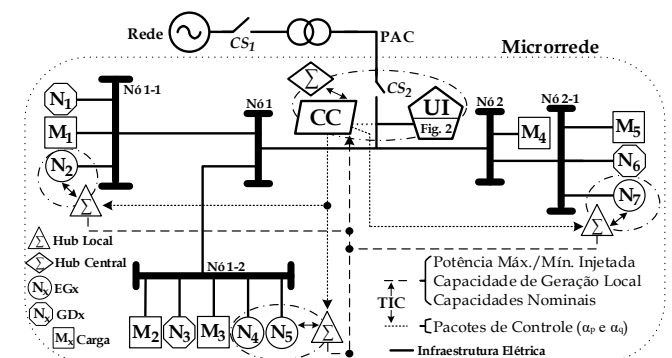 Rede
CS1
PAC
Microrrede
Nó 1-1
Σ
CS2
N1
M1
N2
Nó 1
CC
UI
Fig. 2
Nó 2
Nó 2-1
M4
M5
N6
N7
Σ
Σ
Σ Hub Local
Σ Hub Central
Nx EGx
Nx GDx
Mx Carga
Nó 1-2
M2
N3
M3
N4
N5
Σ
TIC
Potência Máx./Mín. Injetada
Capacidade de Geração Local
Capacidades Nominais
Pacotes de Controle (αp e αq)
Infraestrutura Elétrica